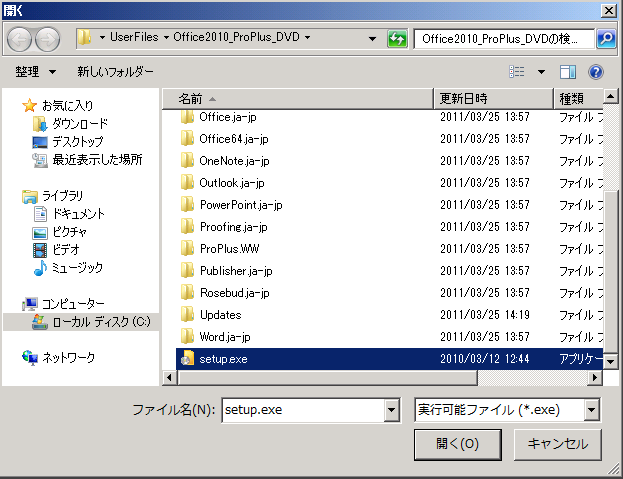 開く
UserFiles
Office2010_ProPlus_DVD
Office2010_ProPlus_DVDの検...
整理
新しいフォルダー
名前
更新日時
種類
お気に入り
ダウンロード
デスクトップ
最近表示した場所
ライブラリ
ドキュメント
ピクチャ
ビデオ
ミュージック
コンピューター
ローカル ディスク (C:)
ネットワーク
Office.ja-jp 2011/03/25 13:57 ファイル フ
Office64.ja-jp 2011/03/25 13:57 ファイル フ
OneNote.ja-jp 2011/03/25 13:57 ファイル フ
Outlook.ja-jp 2011/03/25 13:57 ファイル フ
PowerPoint.ja-jp 2011/03/25 13:57 ファイル フ
Proofing.ja-jp 2011/03/25 13:57 ファイル フ
ProPlus.WW 2011/03/25 13:57 ファイル フ
Publisher.ja-jp 2011/03/25 13:57 ファイル フ
Rosebud.ja-jp 2011/03/25 13:57 ファイル フ
Updates 2011/03/25 14:19 ファイル フ
Word.ja-jp 2011/03/25 13:57 ファイル フ
setup.exe 2010/03/12 12:44 アプリケー
ファイル名(N):
setup.exe
実行可能ファイル (*.exe)
開く(O)
キャンセル